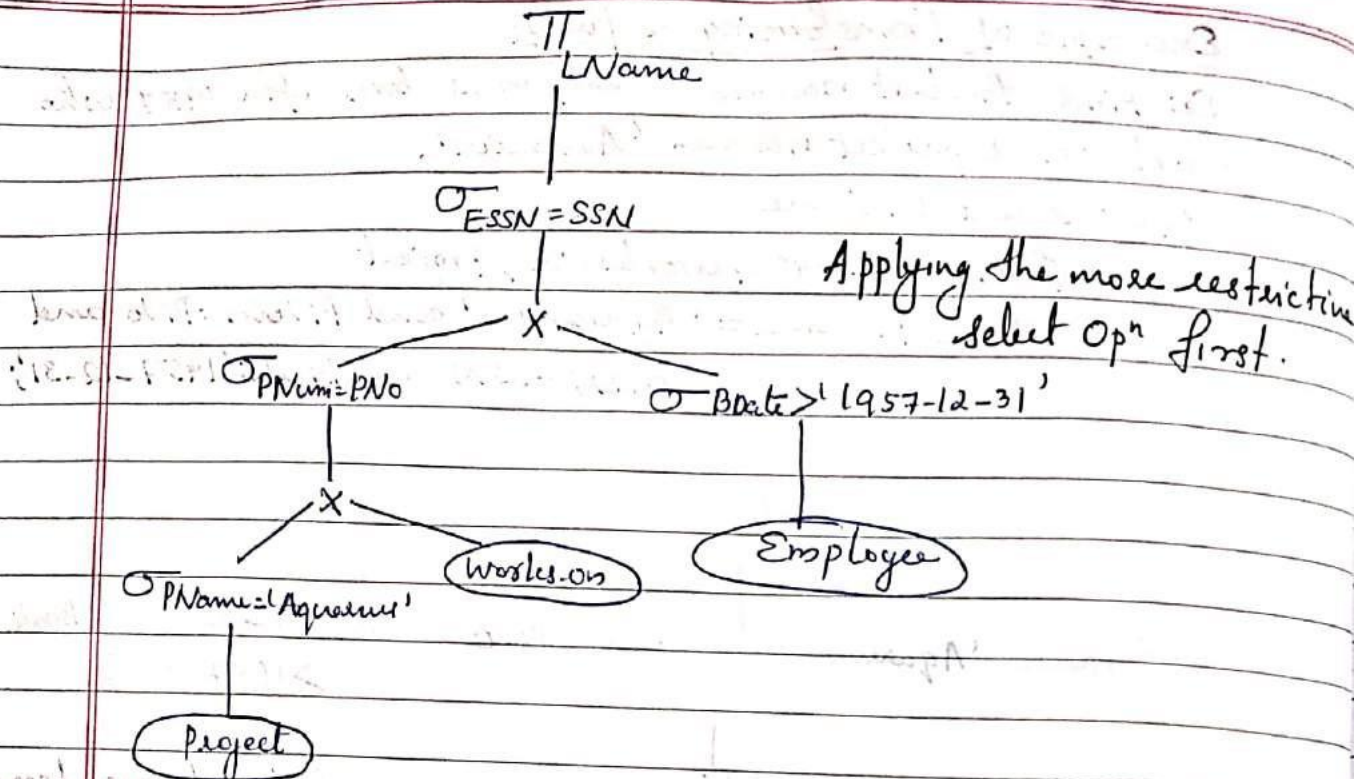 π LName
σ ESSN = SSN
Applying the more restrictive
select Opⁿ first.
X
σ PNum=PNo
σ BDate > '1957-12-31'
X
Works-on
Employee
σ PName='Aquarius'
Project